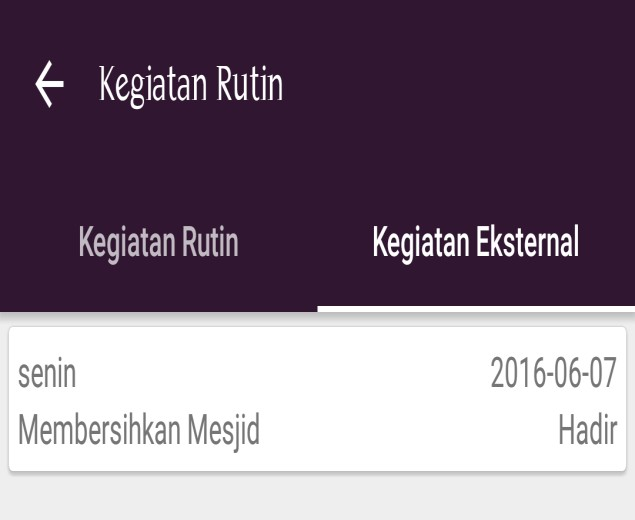 Kegiatan Rutin
Kegiatan Rutin Kegiatan Eksternal
senin 2016-06-07
Membersihkan Mesjid Hadir